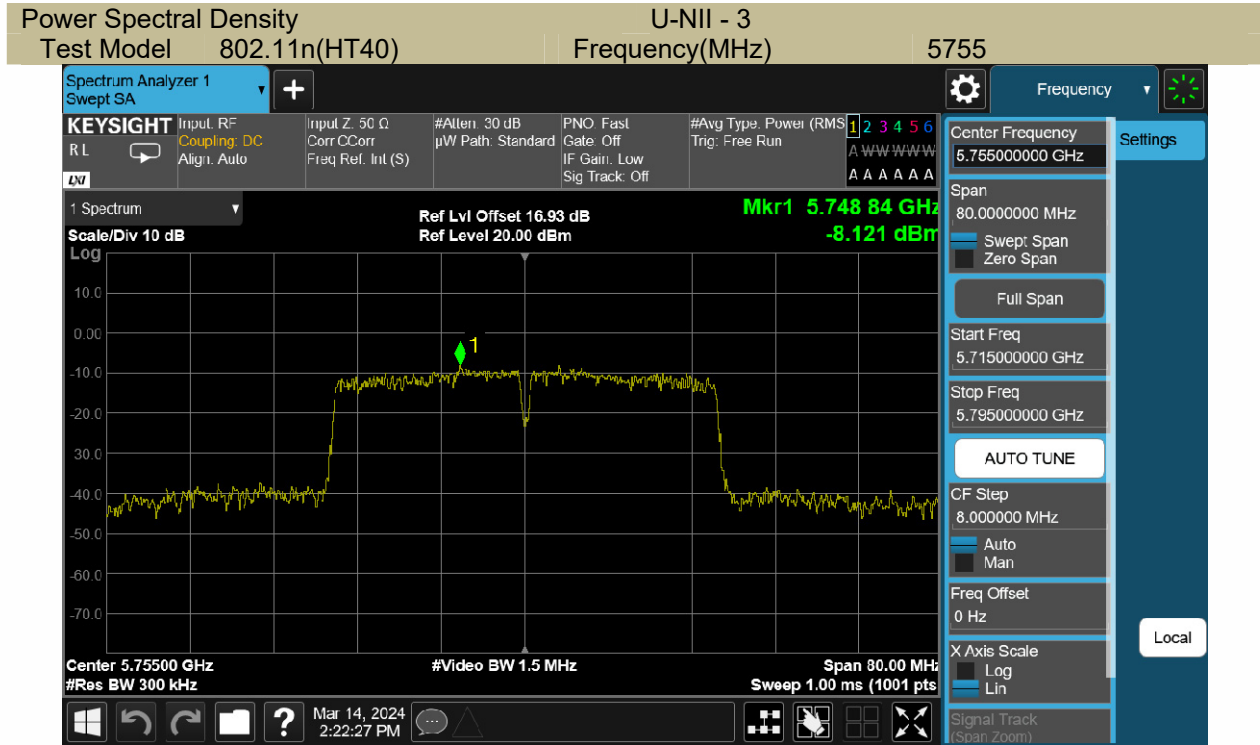 Power Spectral Density U-NII - 3
Test Model 802.11n(HT40) Frequency(MHz) 5755
Spectrum Analyzer 1
Swept SA
Frequency
KEYSIGHT
RL
LXI
Input: RF
Coupling: DC
Align: Auto
Input Z: 50 Ω
Corr CCorr
Freq Ref: Int (S)
#Atten: 30 dB
µW Path: Standard
PNO: Fast
Gate: Off
IF Gain: Low
Sig Track: Off
#Avg Type: Power (RMS
Trig: Free Run
1 2 3 4 5 6
A W W W W W
A A A A A A
1 Spectrum
Scale/Div 10 dB
Ref Lvl Offset 16.93 dB
Ref Level 20.00 dBm
Mkr1 5.748 84 GHz
-8.121 dBm
Log
10.0
0.00
1
-10.0
-20.0
30.0
-40.0
-50.0
-60.0
-70.0
Center 5.75500 GHz
#Res BW 300 kHz
#Video BW 1.5 MHz
Span 80.00 MHz
Sweep 1.00 ms (1001 pts
Center Frequency
5.755000000 GHz
Settings
Span
80.0000000 MHz
Swept Span
Zero Span
Full Span
Start Freq
5.715000000 GHz
Stop Freq
5.795000000 GHz
AUTO TUNE
CF Step
8.000000 MHz
Auto
Man
Freq Offset
0 Hz
X Axis Scale
Log
Lin
Local
Signal Track
(Span Zoom)
?
Mar 14, 2024
2:22:27 PM